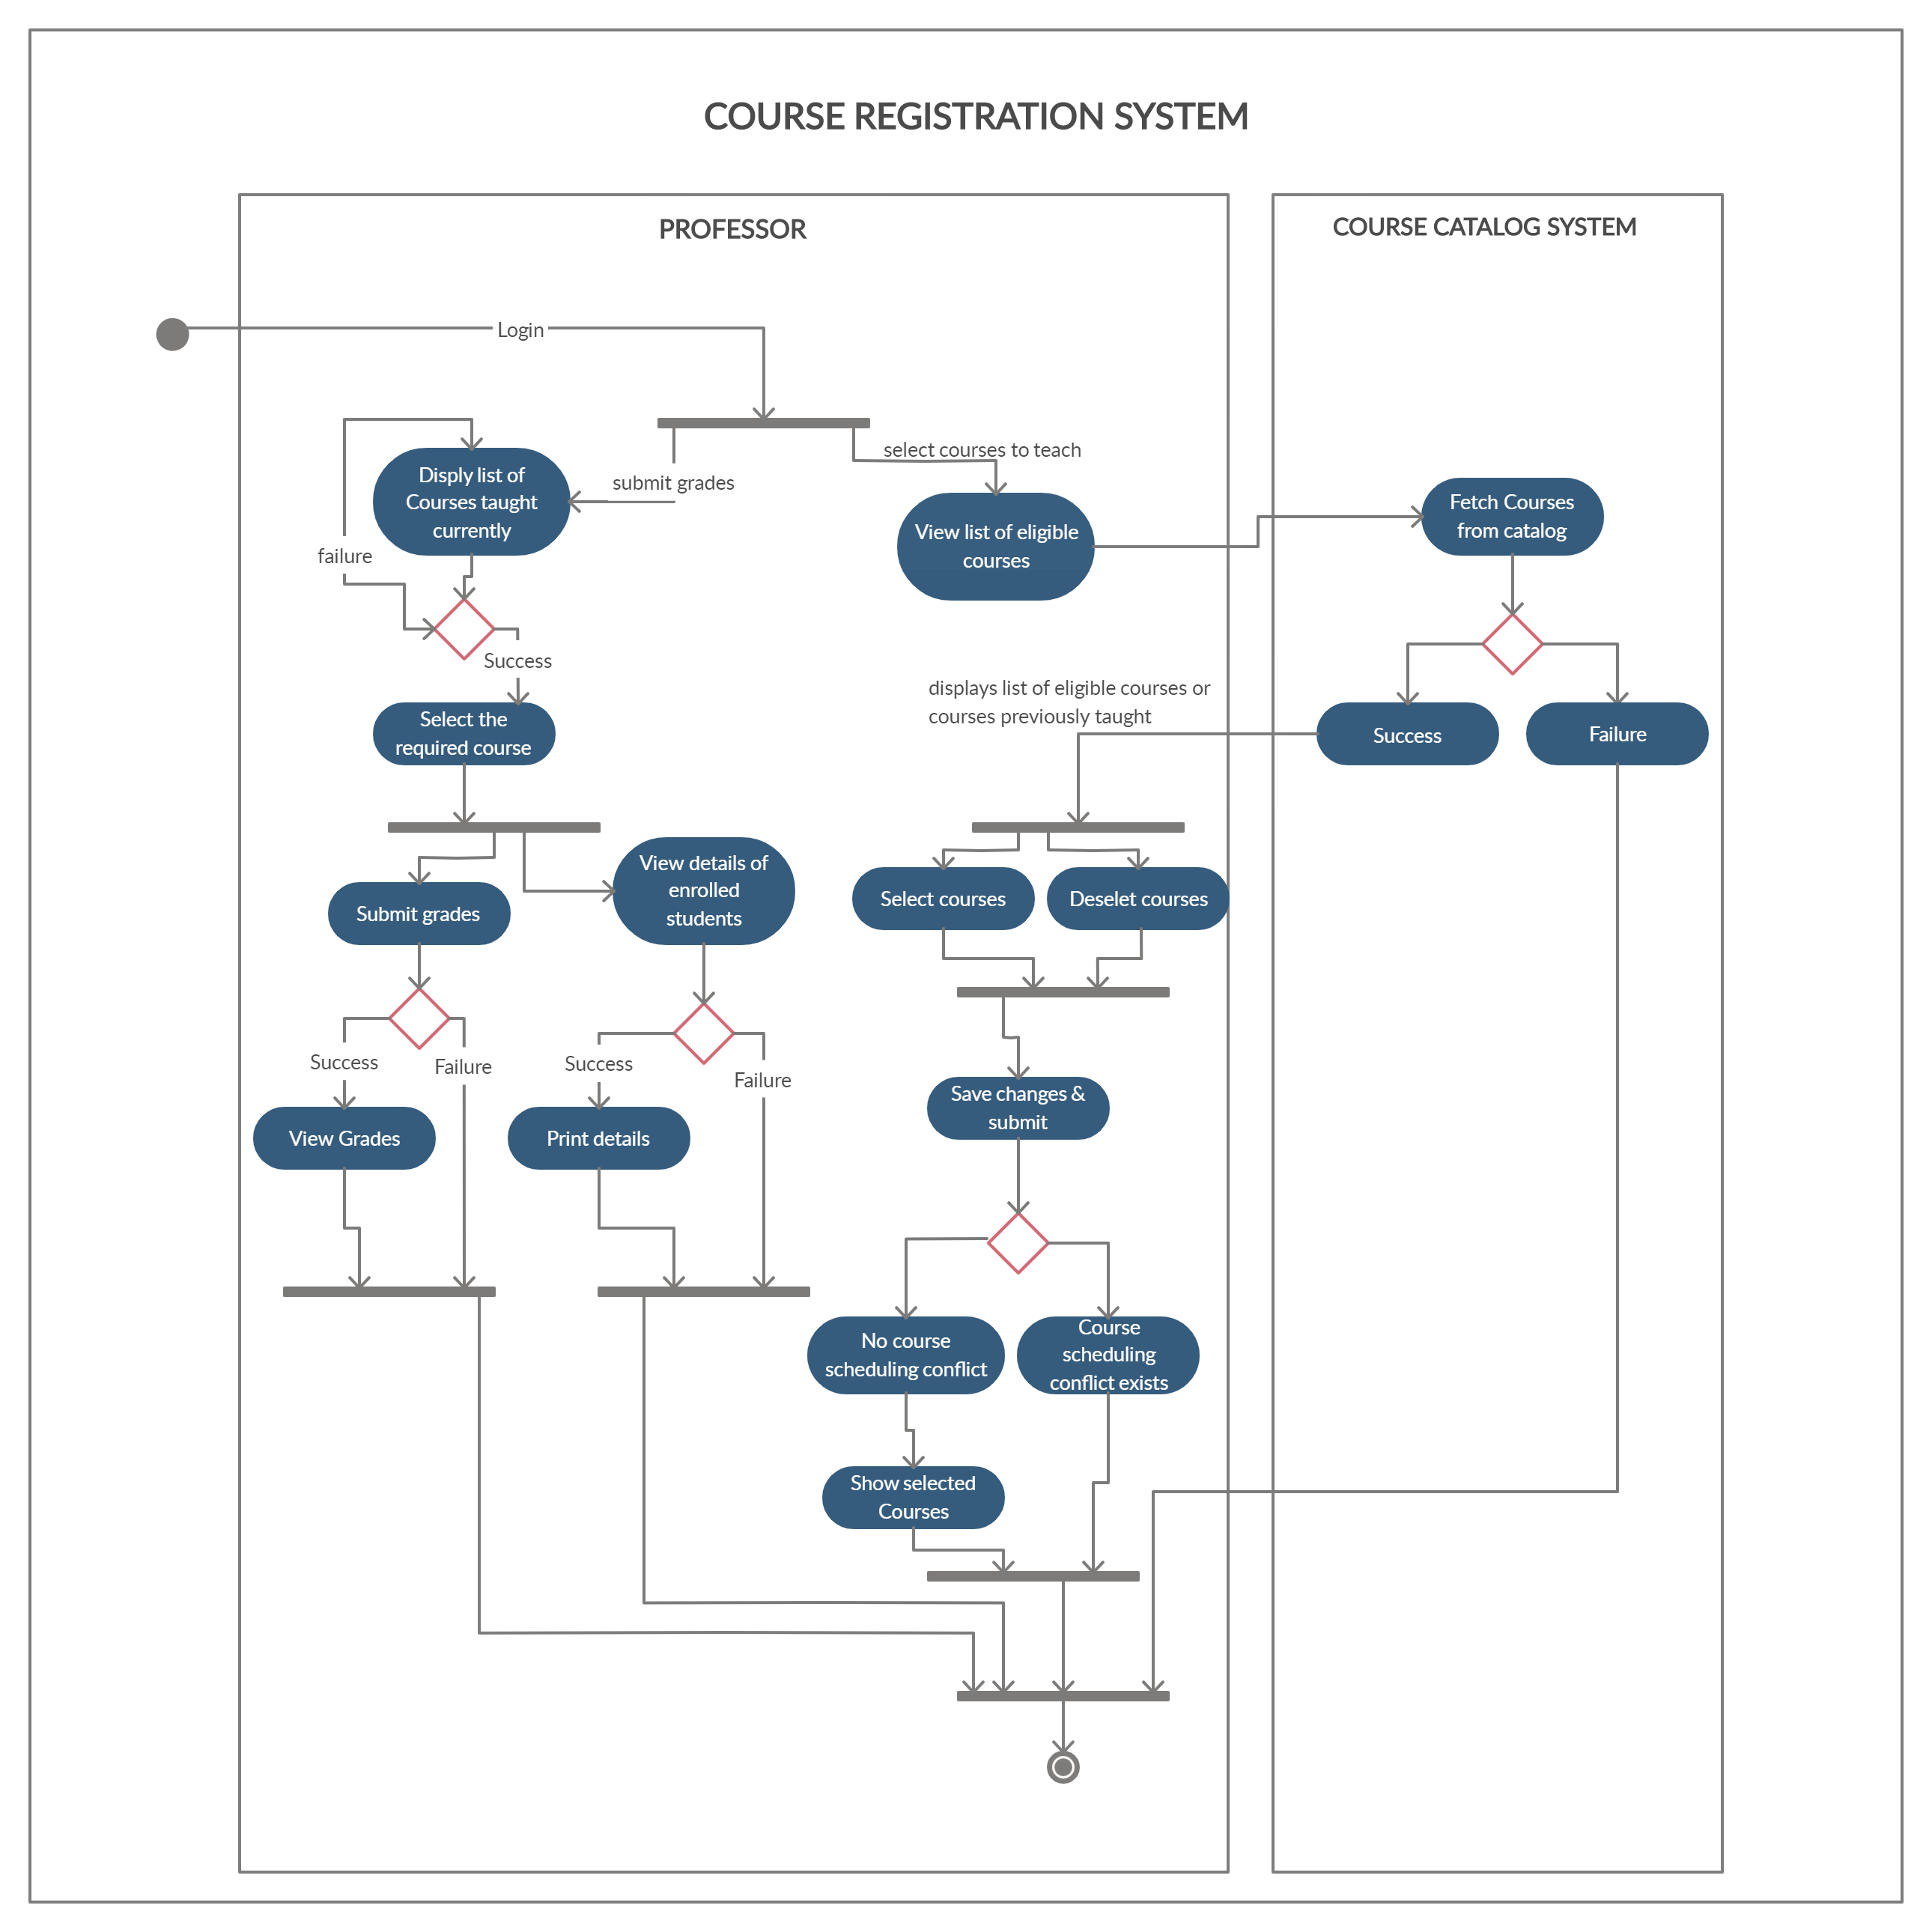 COURSE REGISTRATION SYSTEM
PROFESSOR
COURSE CATALOG SYSTEM
Login
select courses to teach
submit grades
Disply list of
Courses taught
currently
View list of eligible
courses
Fetch Courses
from catalog
failure
Success
displays list of eligible courses or
courses previously taught
Select the
required course
Success
Failure
View details of
enrolled
students
Submit grades
Select courses
Deselet courses
Success
Failure
Success
Failure
Save changes &
submit
View Grades
Print details
No course
scheduling conflict
Course
scheduling
conflict exists
Show selected
Courses